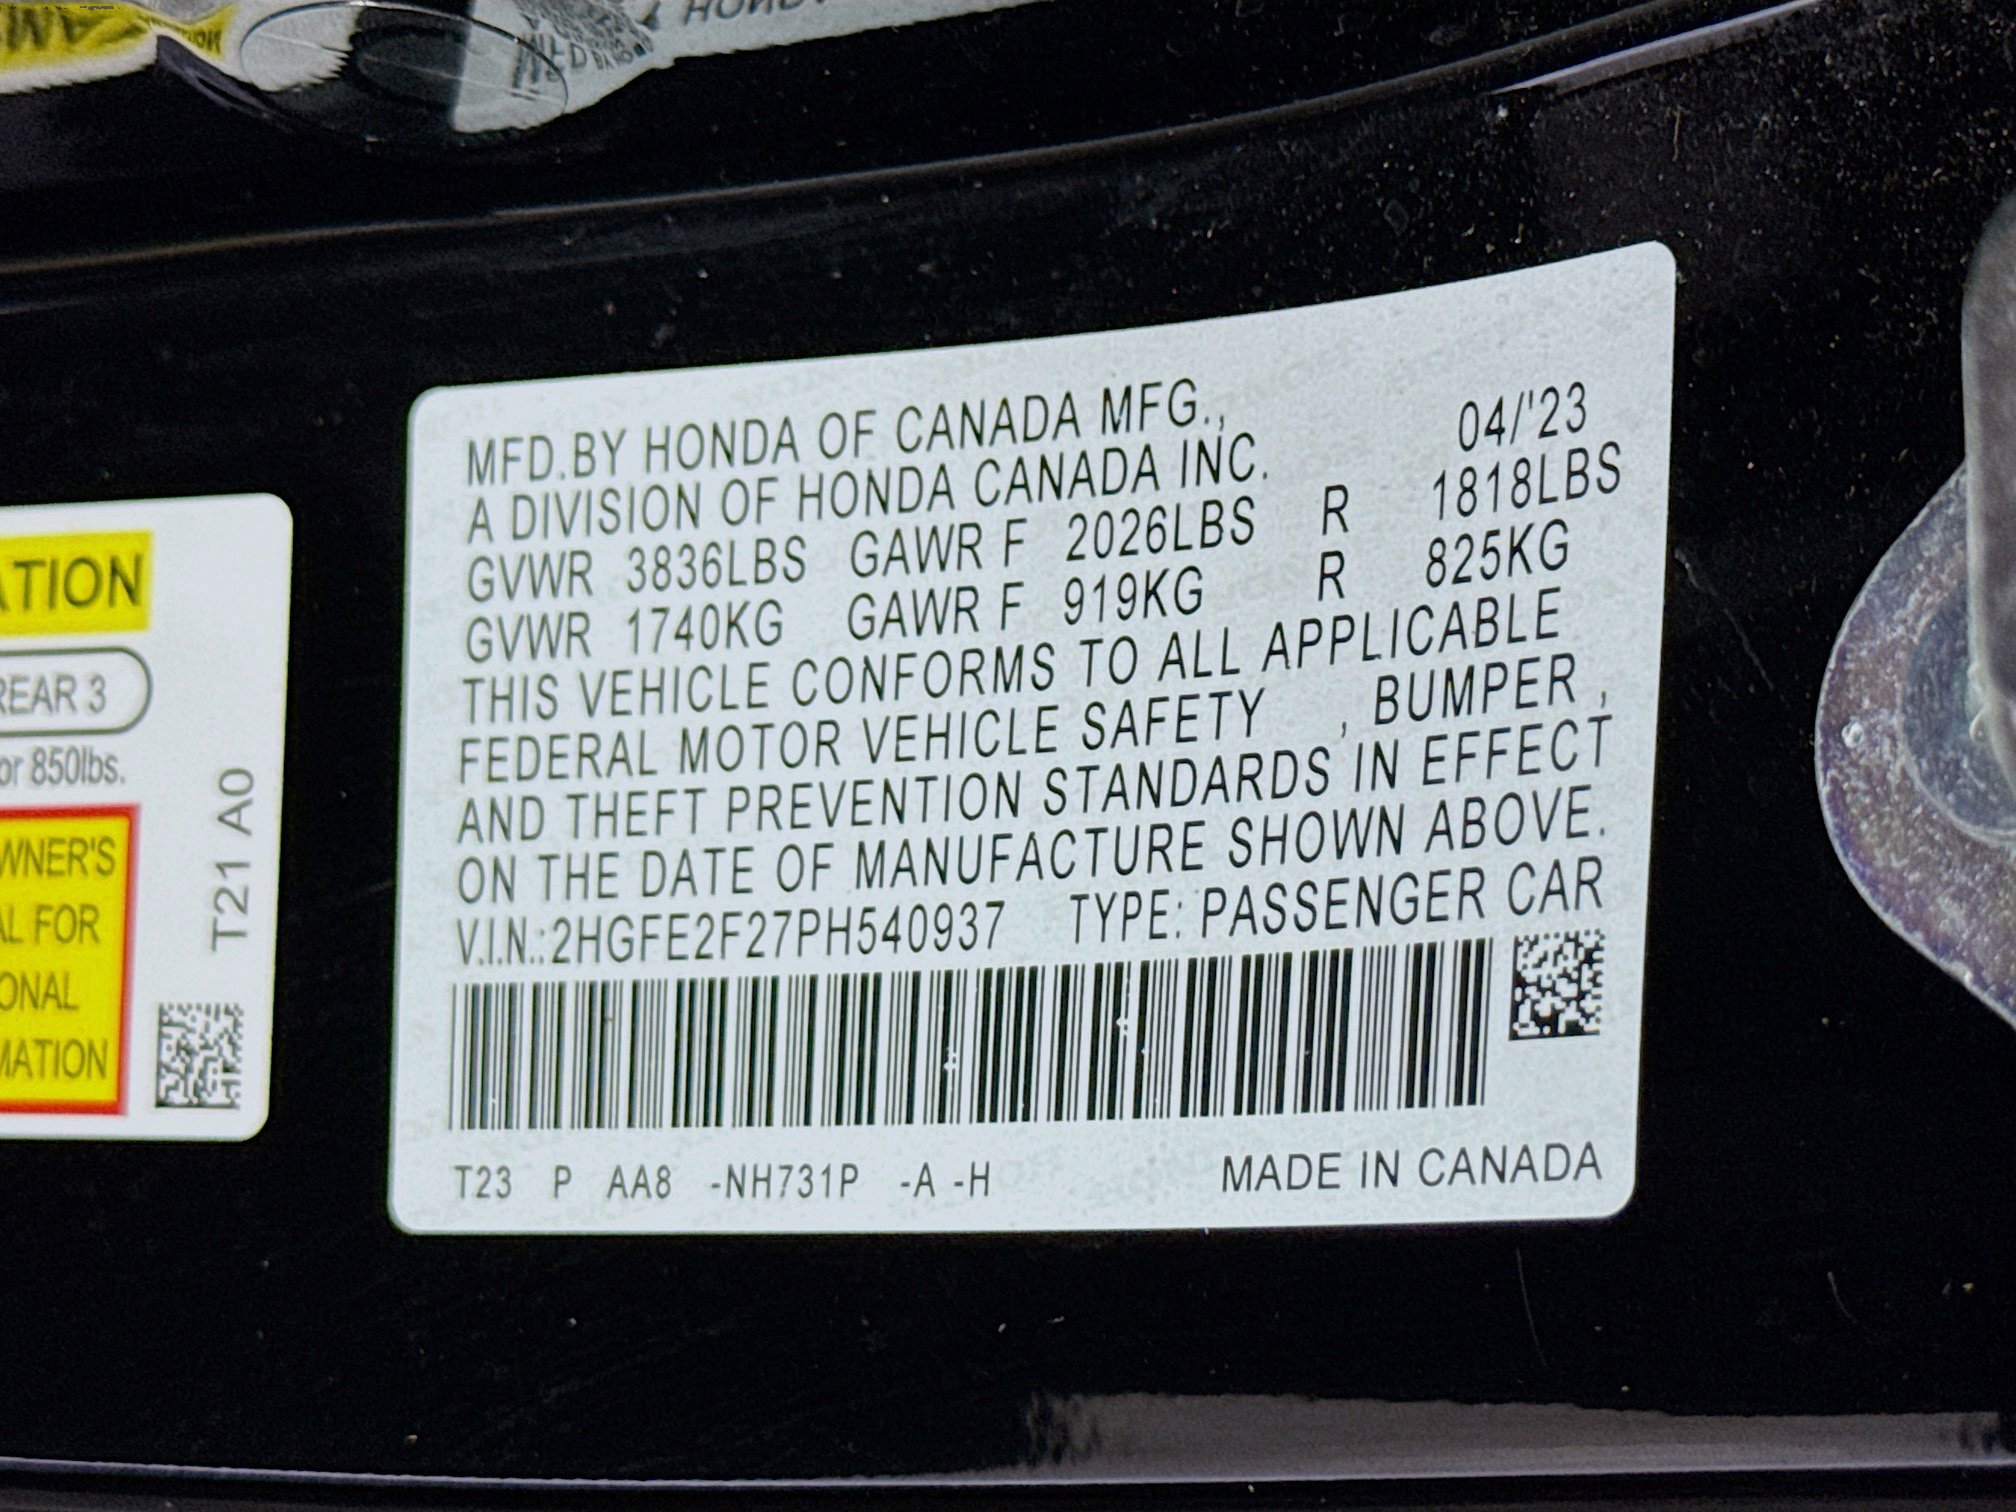 HONDA
ATION
REAR 3
or 850lbs.
WNER'S
AL FOR
ONAL
MATION
T21 A0
MFD.BY HONDA OF CANADA MFG., 04/'23
A DIVISION OF HONDA CANADA INC.
GVWR 3836LBS GAWR F 2026LBS R 1818LBS
GVWR 1740KG GAWR F 919KG R 825KG
THIS VEHICLE CONFORMS TO ALL APPLICABLE
FEDERAL MOTOR VEHICLE SAFETY , BUMPER ,
AND THEFT PREVENTION STANDARDS IN EFFECT
ON THE DATE OF MANUFACTURE SHOWN ABOVE.
V.I.N.:2HGFE2F27PH540937 TYPE: PASSENGER CAR
T23 P AA8 -NH731P -A -H MADE IN CANADA